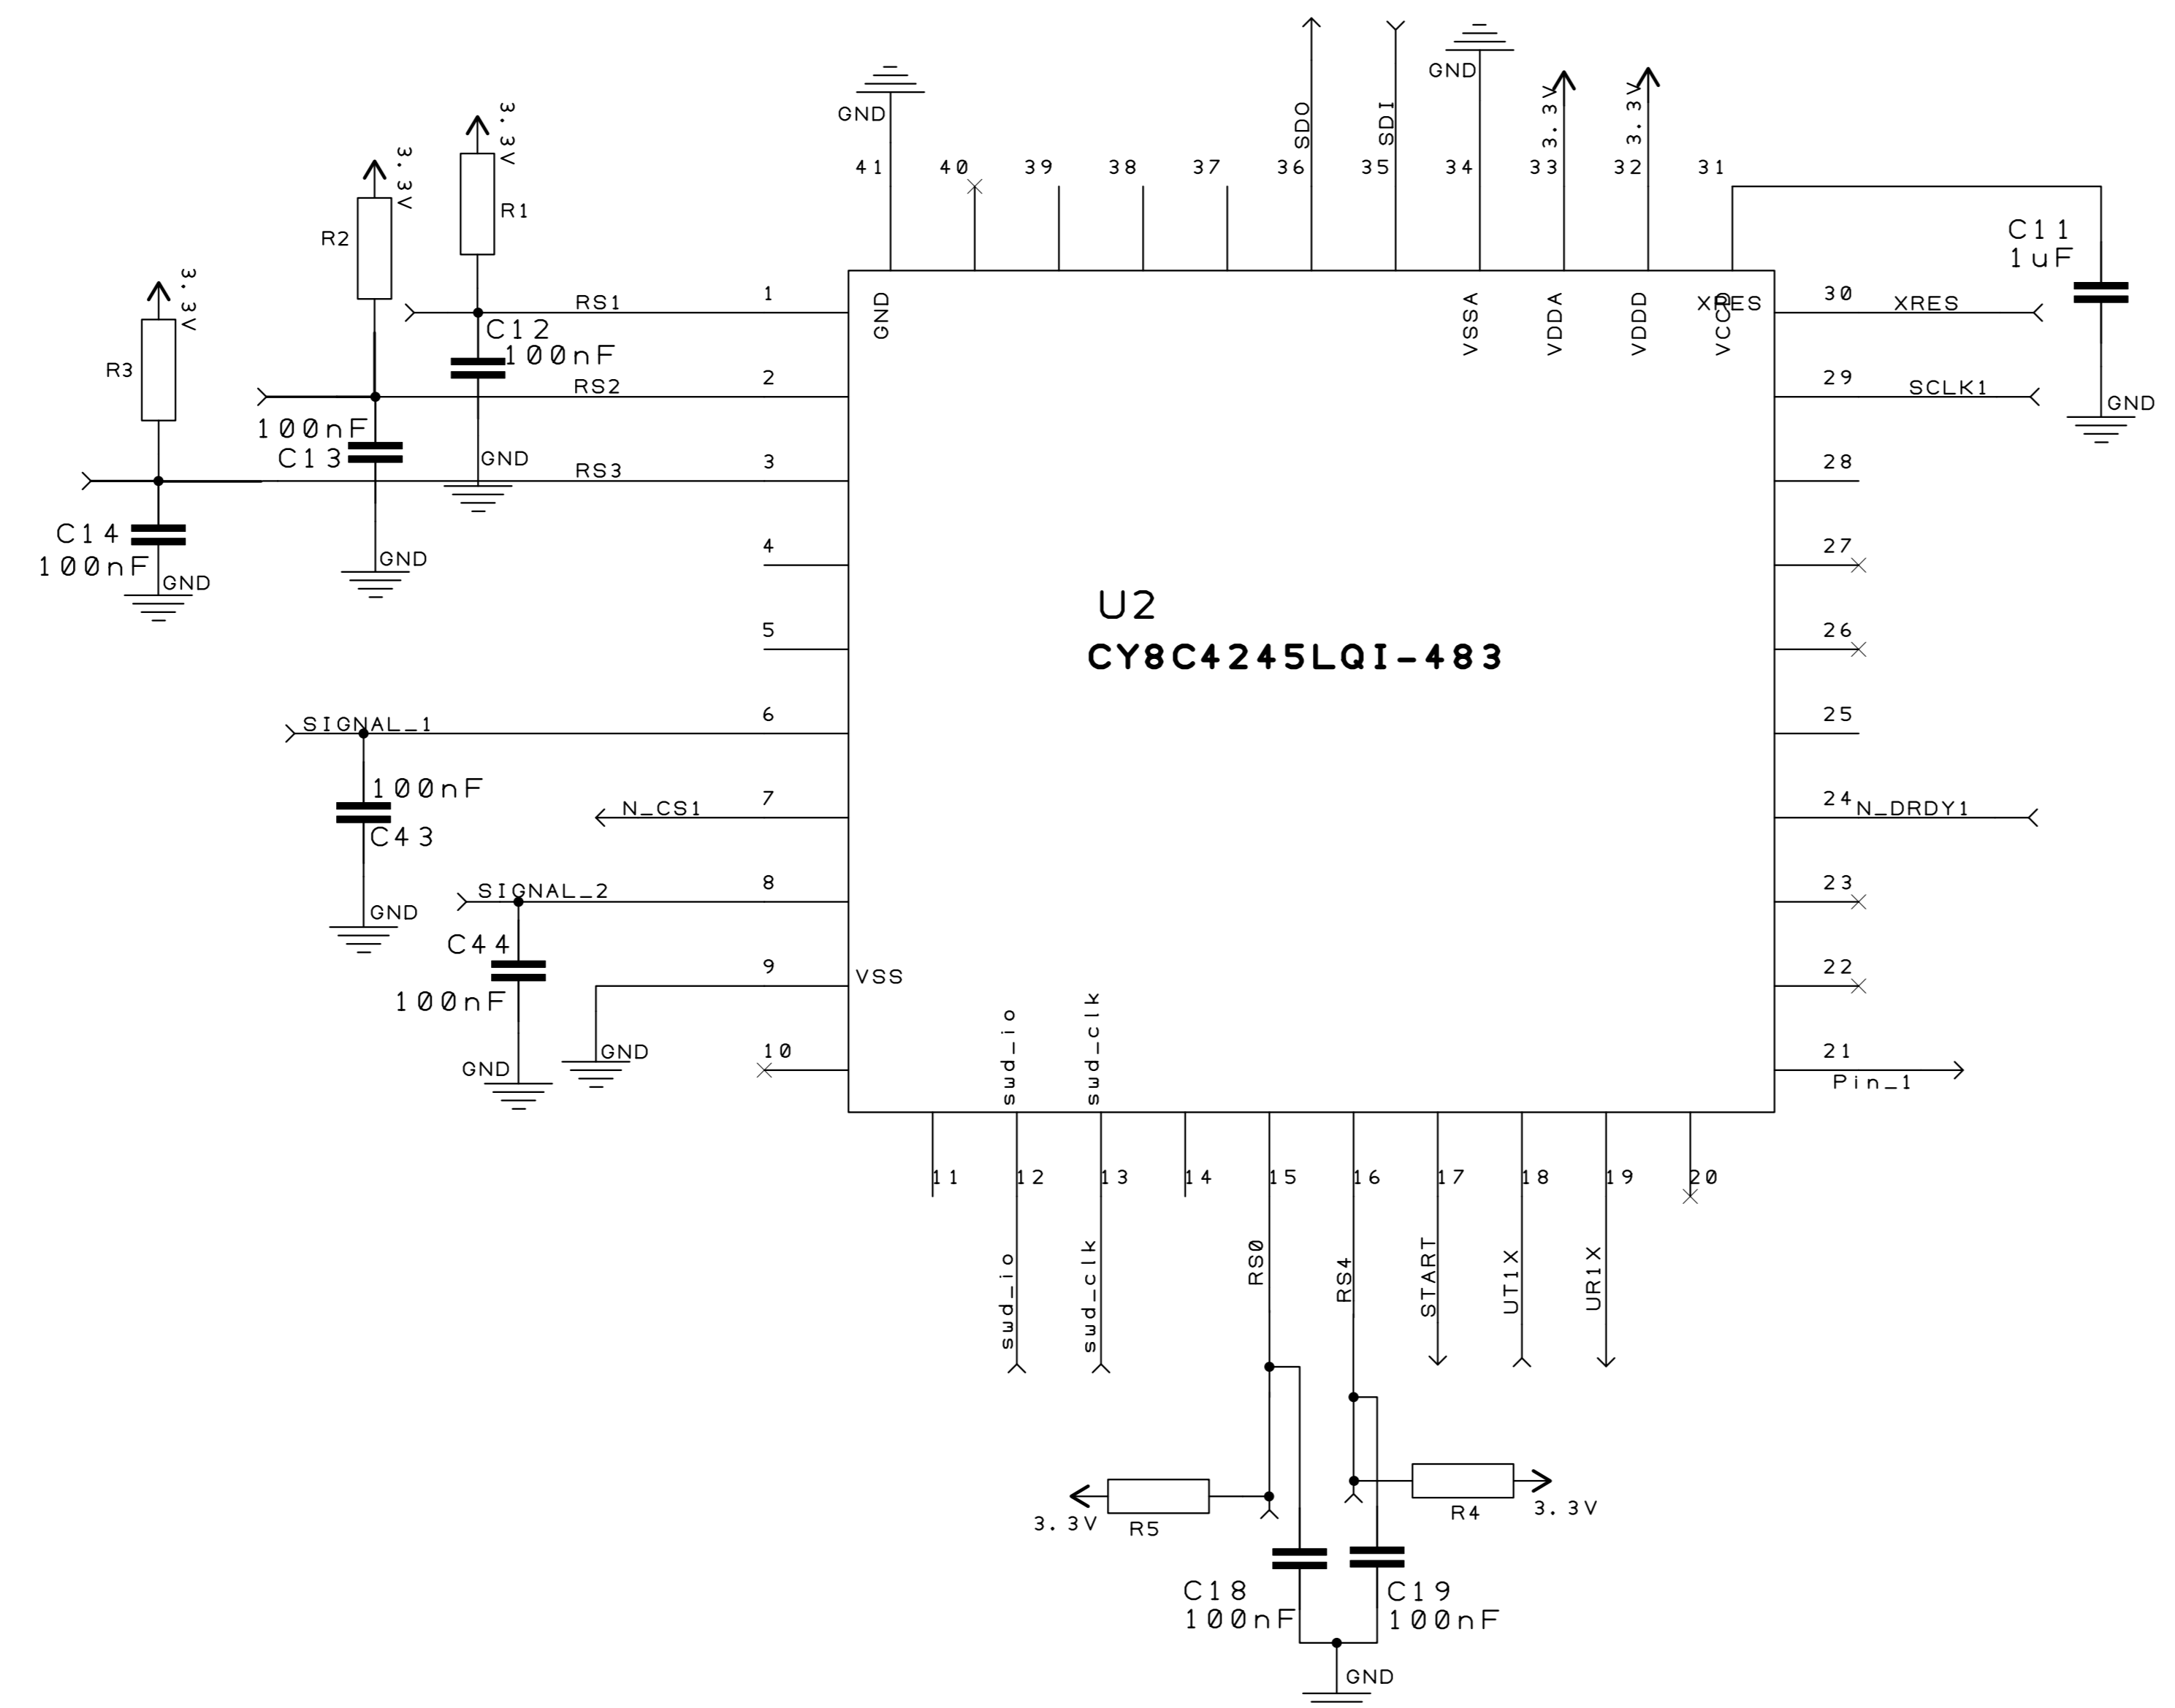 SDO
SDI
GND
GND
3.3V
3.3V
3.3V
3.3V
3.3V
41
40
39
38
37
36
35
34
33
32
31
R1
R2
R3
C11
1uF
GND
GND
VSSA
VDDA
VDDD
VCCD
XRES
1
RS1
C12
100nF
2
RS2
100nF
C13
GND
3
RS3
C14
100nF
GND
GND
4
5
30
XRES
29
SCLK1
28
27
26
25
24
N_DRDY1
23
22
21
Pin_1
U2
CY8C4245LQI-483
6
SIGNAL_1
100nF
C43
GND
7
N_CS1
8
SIGNAL_2
C44
100nF
GND
9
VSS
GND
10
swd_io
swd_clk
11
12
13
14
15
16
17
18
19
20
swd_io
swd_clk
RS0
RS4
START
UT1X
UR1X
3.3V
R5
R4
3.3V
C18
100nF
C19
100nF
GND